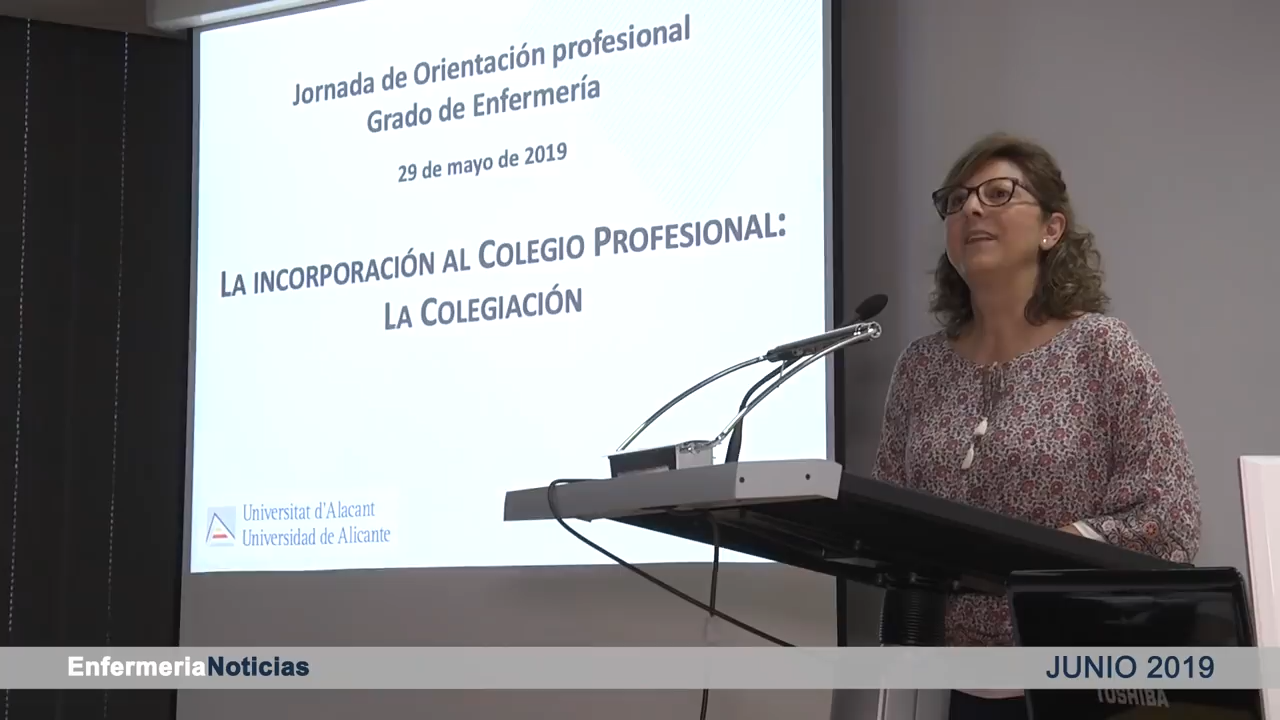 Jornada de Orientación profesional
Grado de Enfermería
29 de mayo de 2019
LA INCORPORACIÓN AL COLEGIO PROFESIONAL:
LA COLEGIACIÓN
Universitat d'Alacant
Universidad de Alicante
EnfermeriaNoticias
JUNIO 2019
TOSHIBA